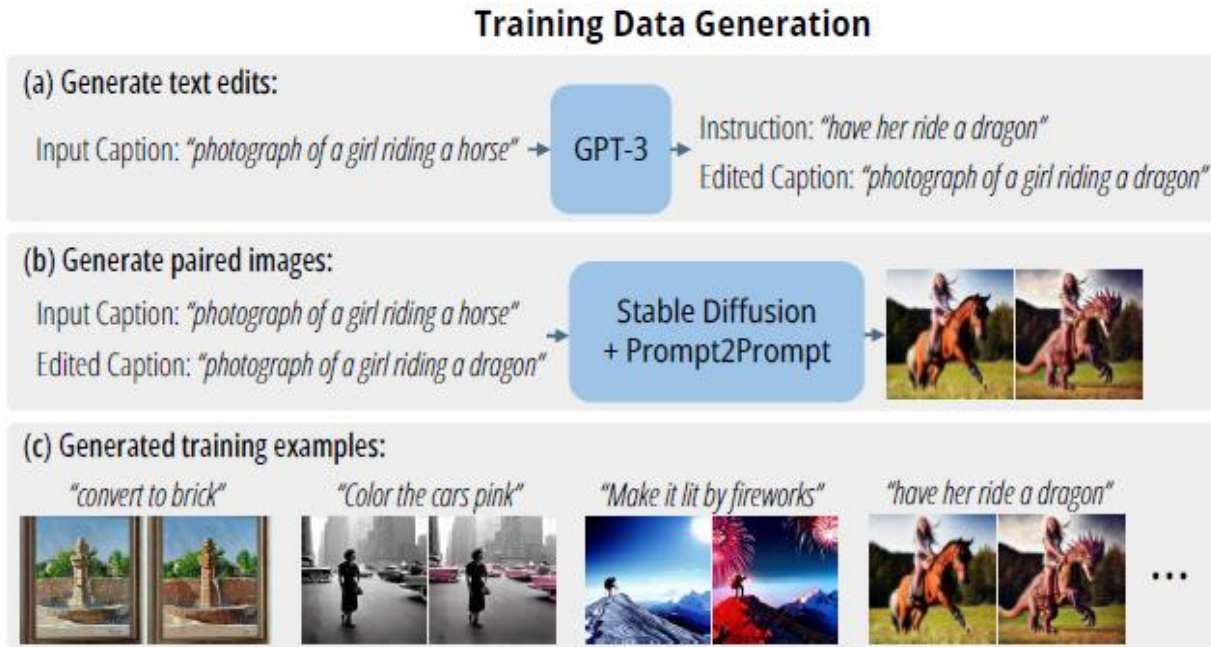 Training Data Generation
(a) Generate text edits:
Input Caption: “photograph of a girl riding a horse”
GPT-3
Instruction: “have her ride a dragon”
Edited Caption: “photograph of a girl riding a dragon”
(b) Generate paired images:
Input Caption: “photograph of a girl riding a horse”
Edited Caption: “photograph of a girl riding a dragon”
Stable Diffusion
+ Prompt2Prompt
(c) Generated training examples:
“convert to brick”
“Color the cars pink”
“Make it lit by fireworks”
“have her ride a dragon”
...